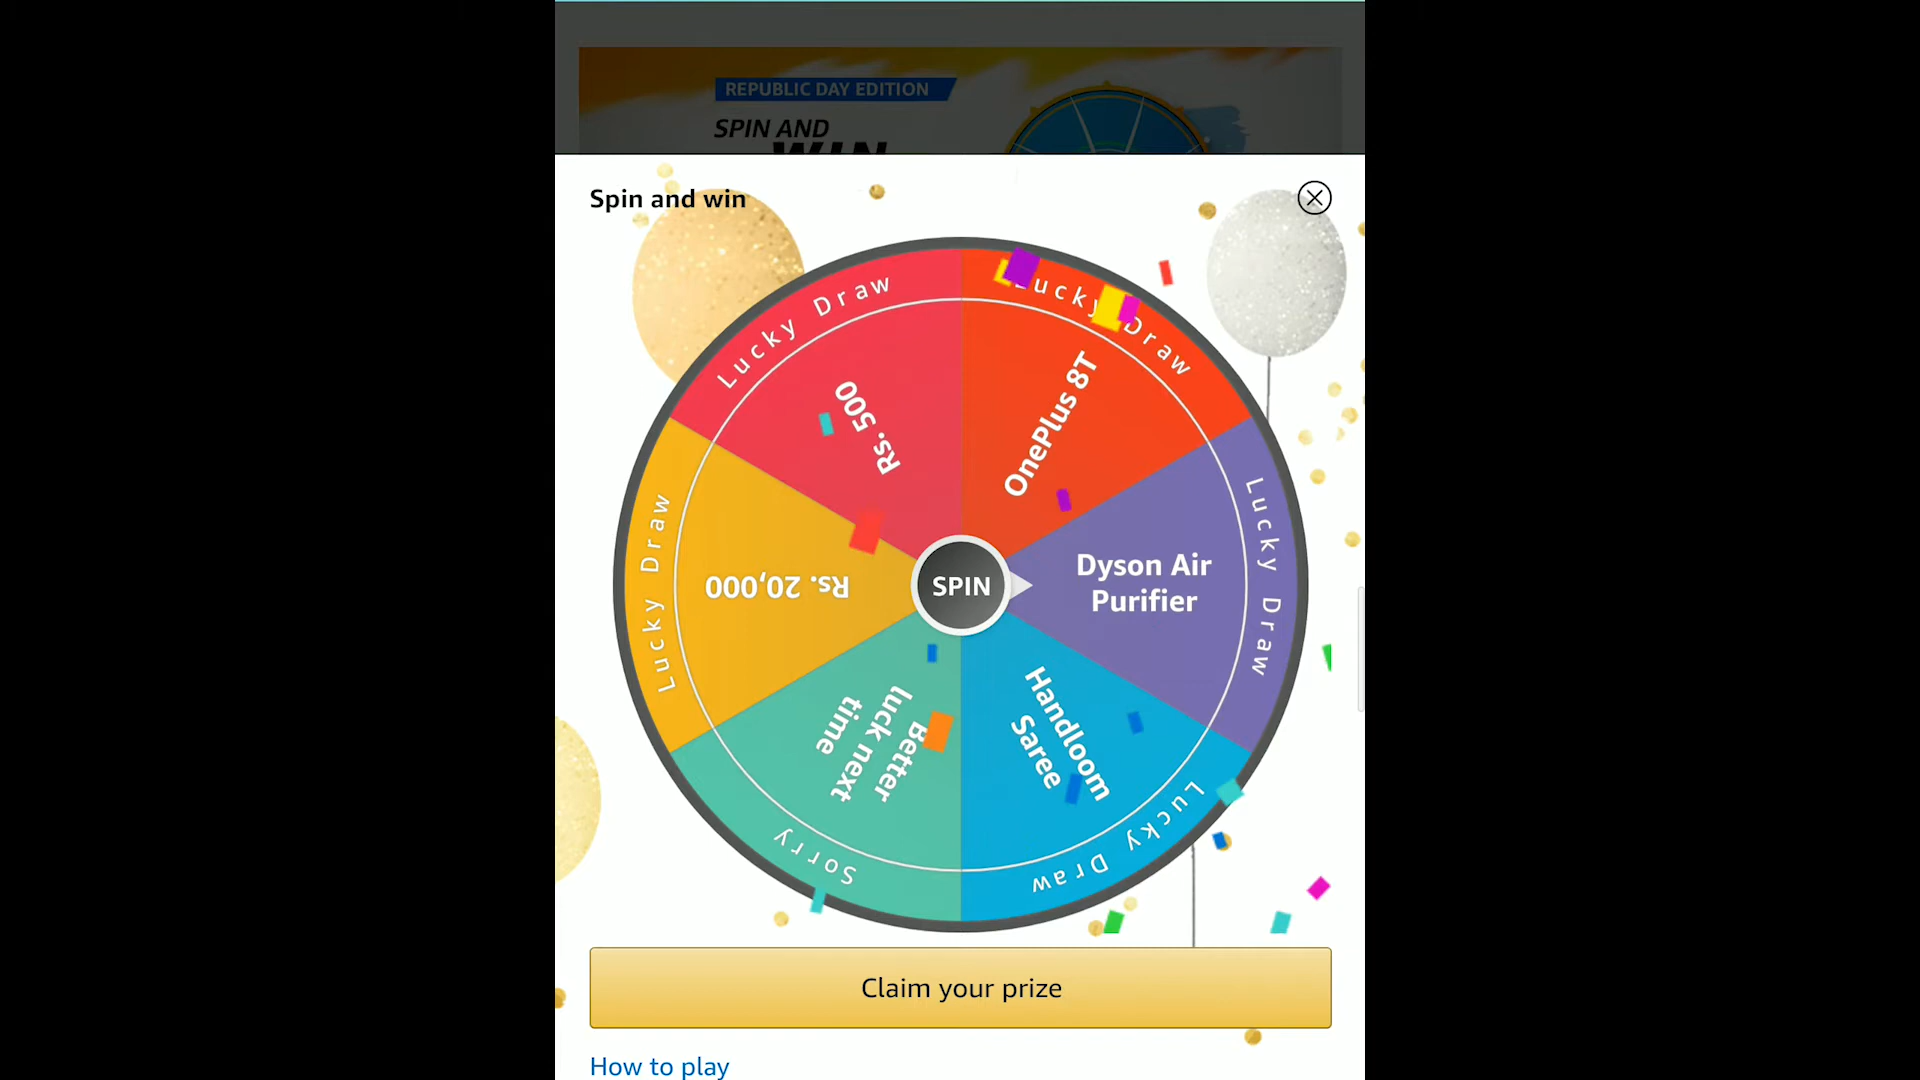 REPUBLIC DAY EDITION
SPIN AND
WIN
Spin and win
Lucky Draw
Rs. 500
Lucky Draw
OnePlus 8T
Lucky Draw
Rs. 20,000
SPIN
Dyson Air
Purifier
Lucky Draw
Better
luck next
time
Sorry
Handloom
Saree
Lucky Draw
Claim your prize
How to play